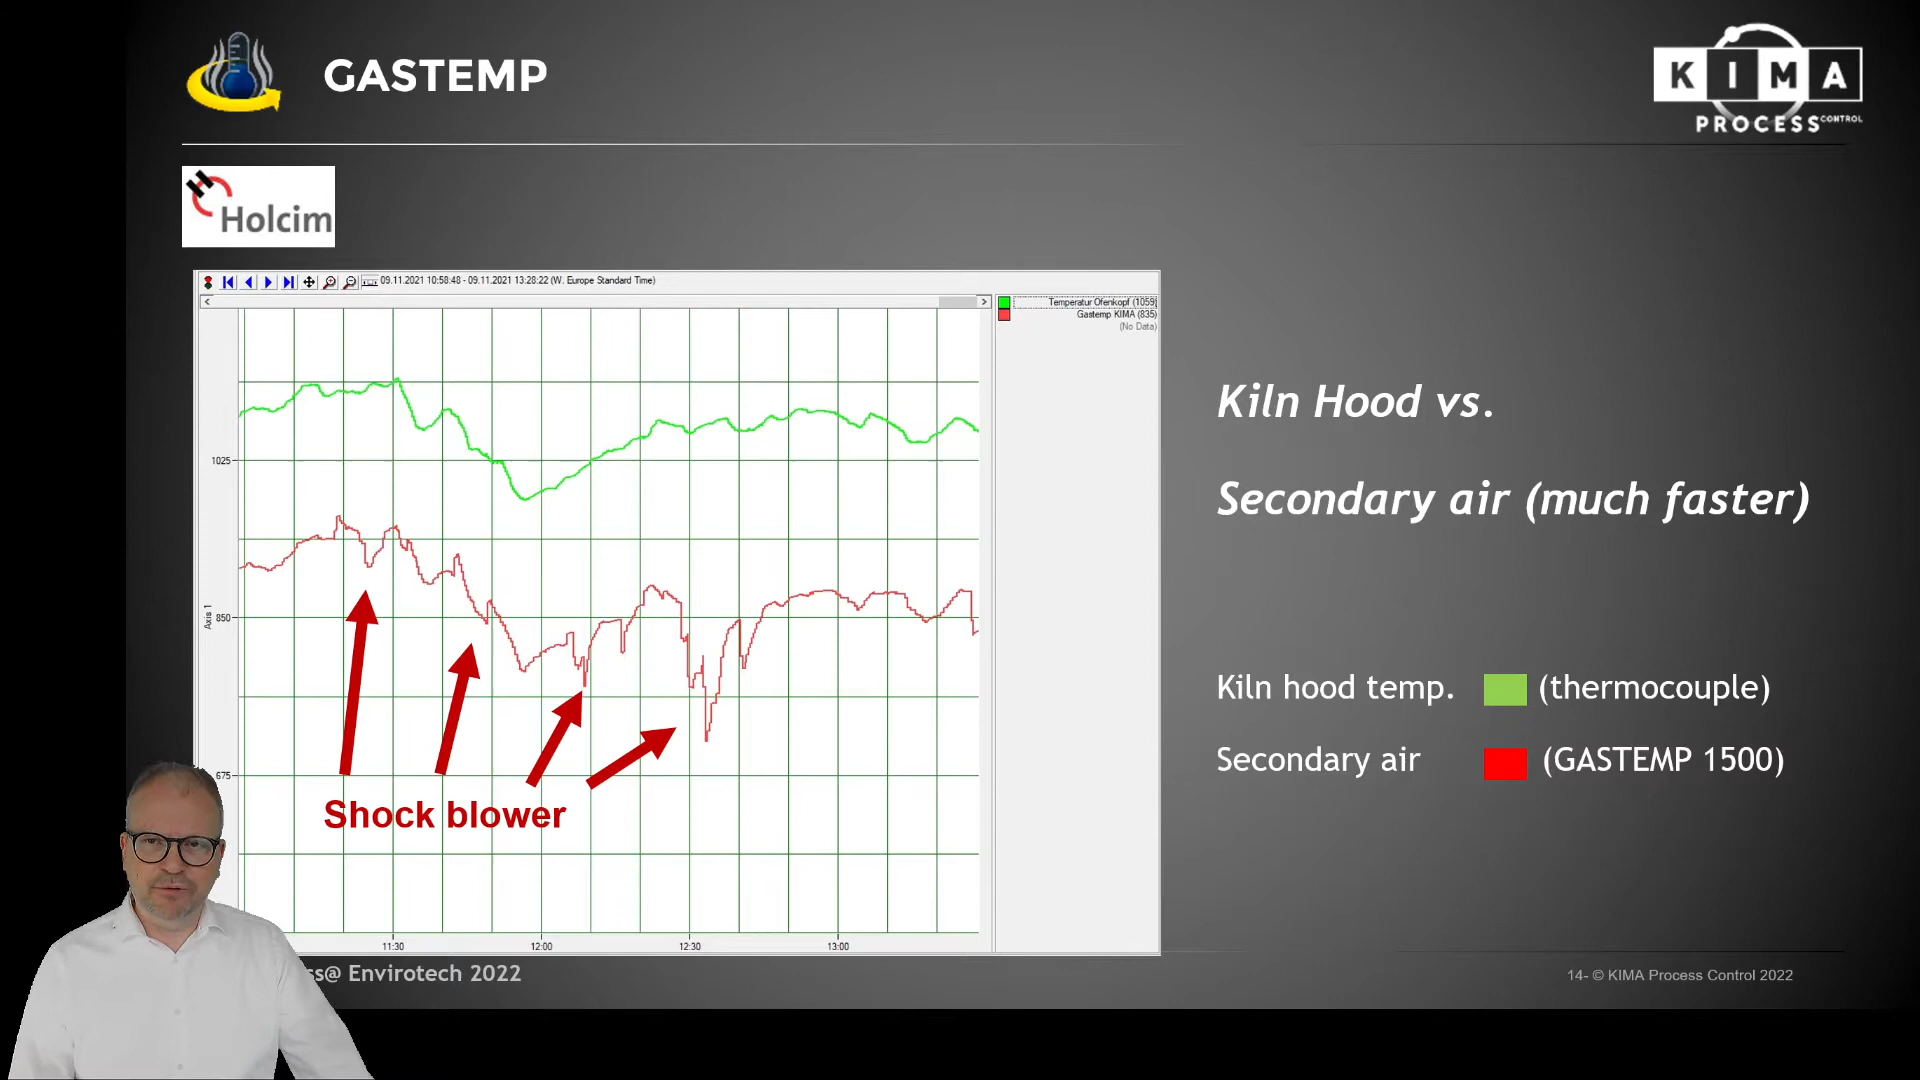 GASTEMP
KIMA
PROCESS CONTROL
Holcim
09.11.2021 10:58:48 - 09.11.2021 13:28:22 (W. Europe Standard Time)
Temperatur Ofenkopf (1059)
Gastemp KIMA (835)
(No Data)
1025
Axis 1
850
675
11:30
12:00
12:30
13:00
Shock blower
Kiln Hood vs.
Secondary air (much faster)
Kiln hood temp. (thermocouple)
Secondary air (GASTEMP 1500)
ss@ Envirotech 2022
14- © KIMA Process Control 2022